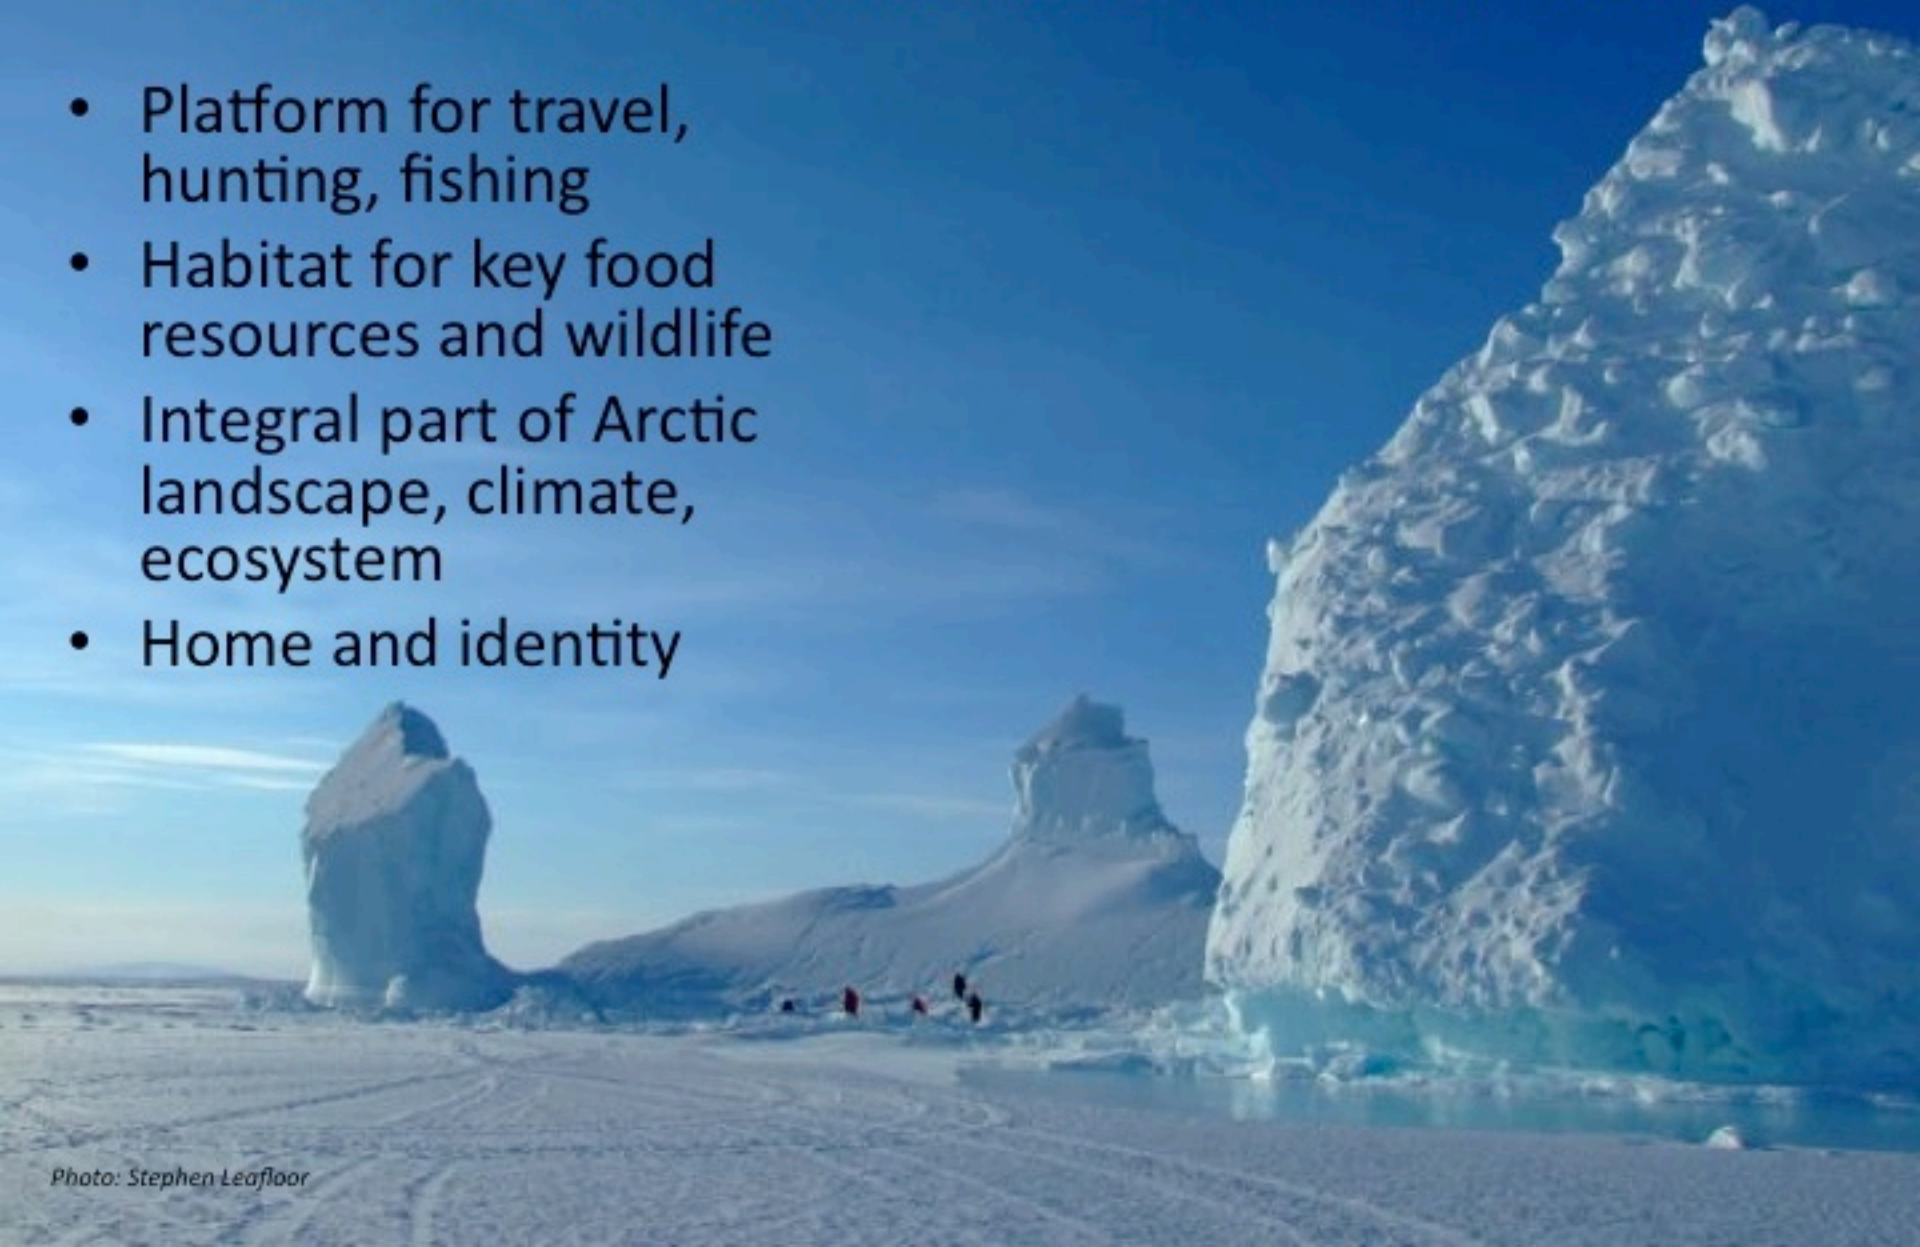 • Platform for travel,
hunting, fishing
• Habitat for key food
resources and wildlife
• Integral part of Arctic
landscape, climate,
ecosystem
• Home and identity
Photo: Stephen Leafloor